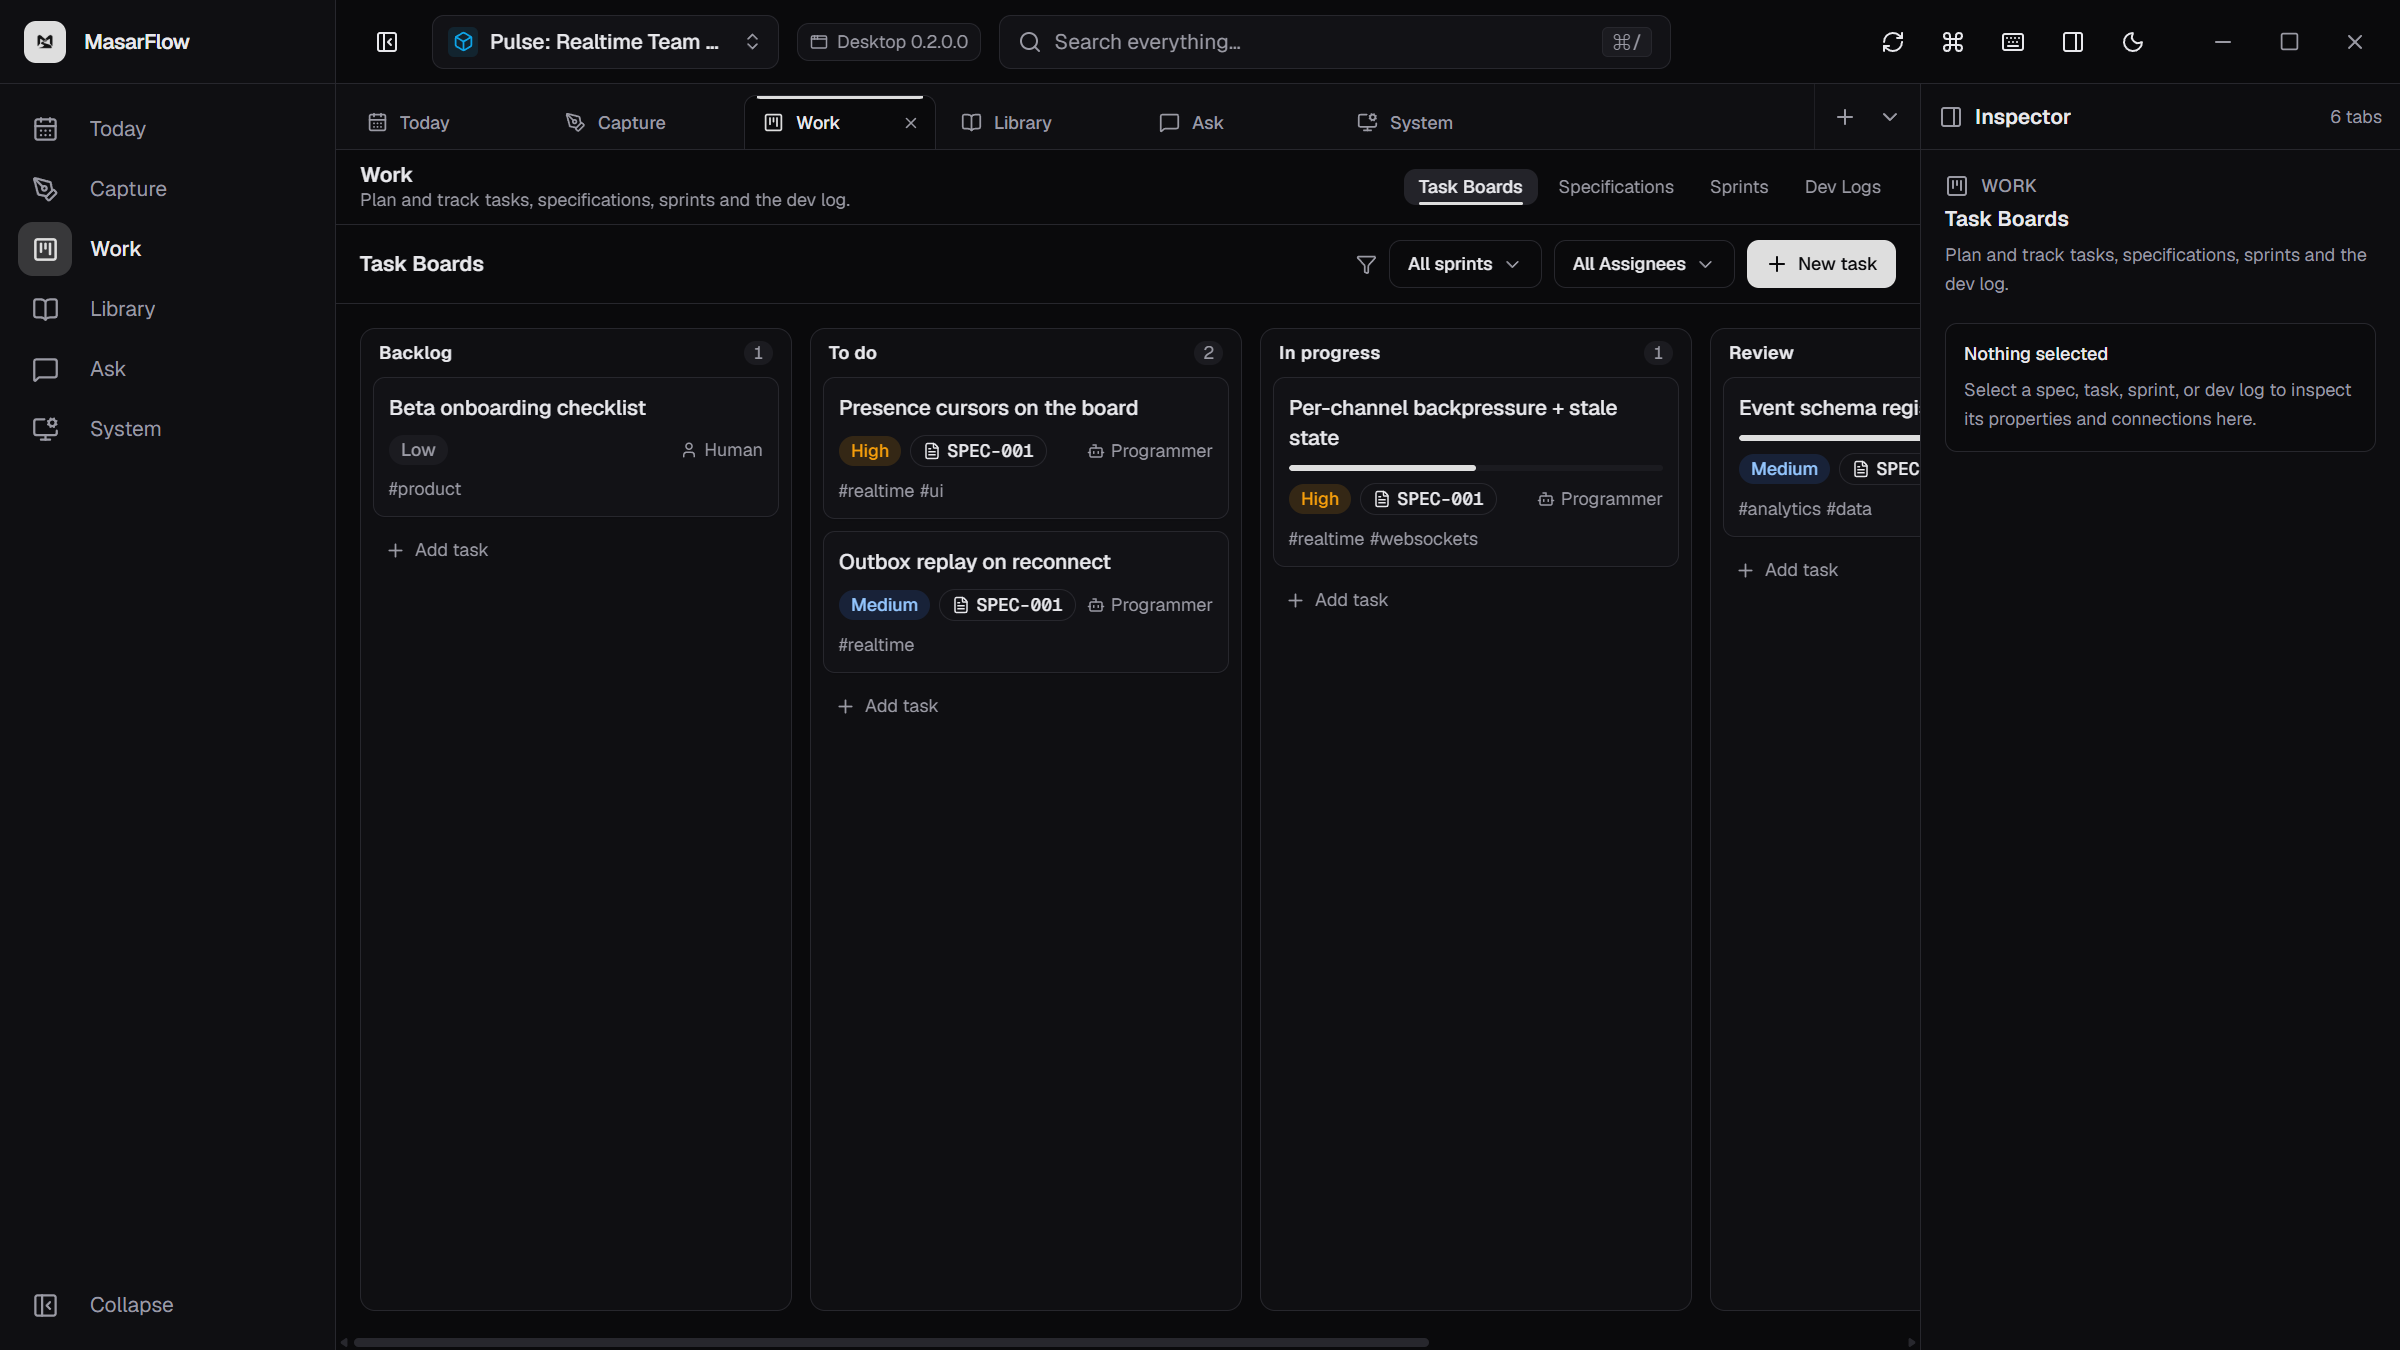 MasarFlow
Pulse: Realtime Team ...
Desktop 0.2.0.0
Search everything...
⌘/
Today
Capture
Work
Library
Ask
System
Collapse
Today
Capture
Work
Library
Ask
System
Work
Plan and track tasks, specifications, sprints and the dev log.
Task Boards
Specifications
Sprints
Dev Logs
Task Boards
All sprints
All Assignees
New task
Backlog
1
Beta onboarding checklist
Low
Human
#product
Add task
To do
2
Presence cursors on the board
High
SPEC-001
Programmer
#realtime #ui
Outbox replay on reconnect
Medium
SPEC-001
Programmer
#realtime
Add task
In progress
1
Per-channel backpressure + stale
state
High
SPEC-001
Programmer
#realtime #websockets
Add task
Review
Event schema regi
Medium
SPEC
#analytics #data
Add task
Inspector
6 tabs
WORK
Task Boards
Plan and track tasks, specifications, sprints and the
dev log.
Nothing selected
Select a spec, task, sprint, or dev log to inspect
its properties and connections here.